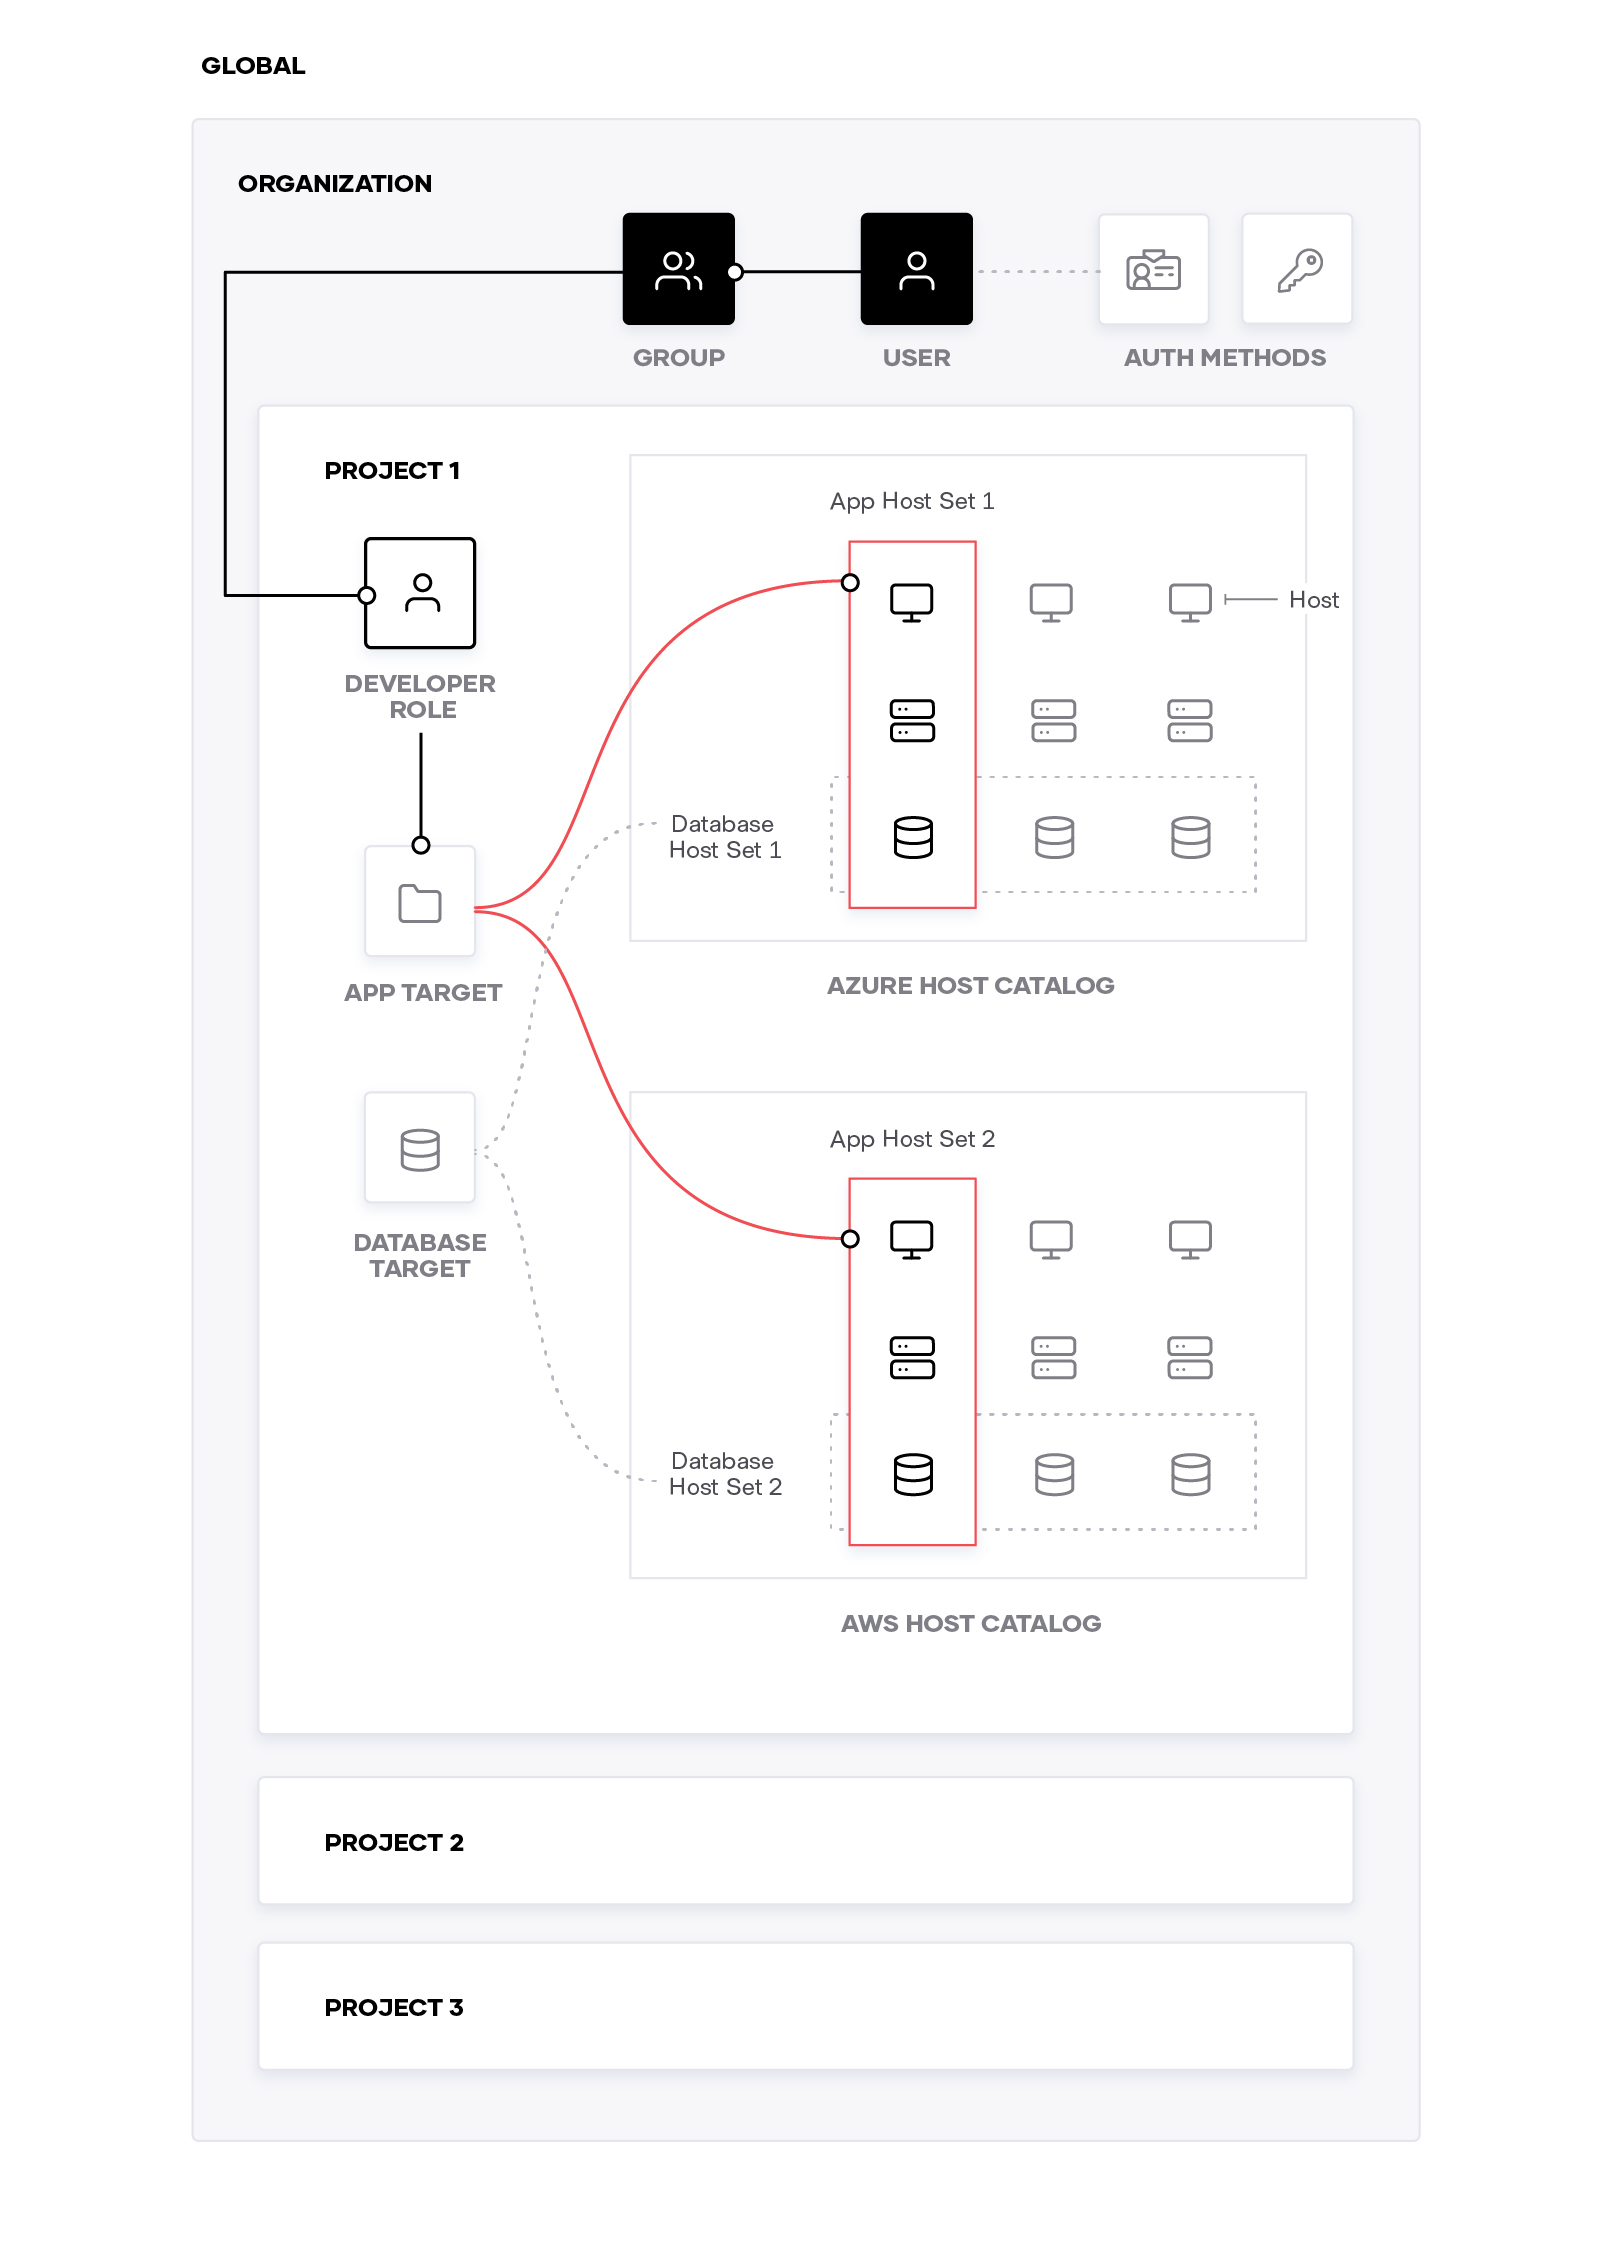 GLOBAL
ORGANIZATION
GROUP
USER
AUTH METHODS
PROJECT 1
DEVELOPER
ROLE
APP TARGET
DATABASE
TARGET
App Host Set 1
Host
Database
Host Set 1
AZURE HOST CATALOG
App Host Set 2
Database
Host Set 2
AWS HOST CATALOG
PROJECT 2
PROJECT 3